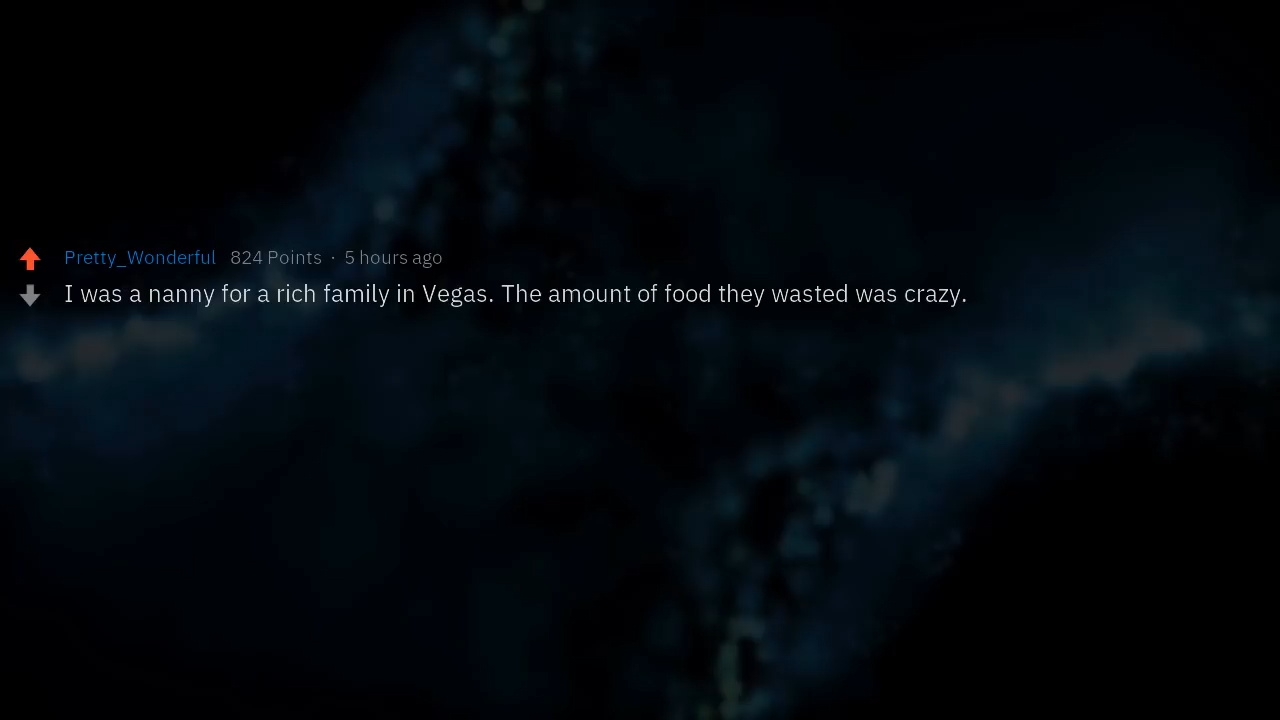 Pretty_Wonderful 824 Points · 5 hours ago
I was a nanny for a rich family in Vegas. The amount of food they wasted was crazy.